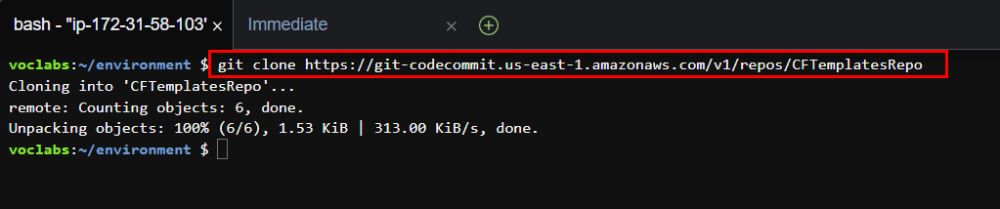 bash - "ip-172-31-58-103' × Immediate ×
voclabs:~/environment $ git clone https://git-codecommit.us-east-1.amazonaws.com/v1/repos/CFTemplatesRepo
Cloning into 'CFTemplatesRepo'...
remote: Counting objects: 6, done.
Unpacking objects: 100% (6/6), 1.53 KiB | 313.00 KiB/s, done.
voclabs:~/environment $